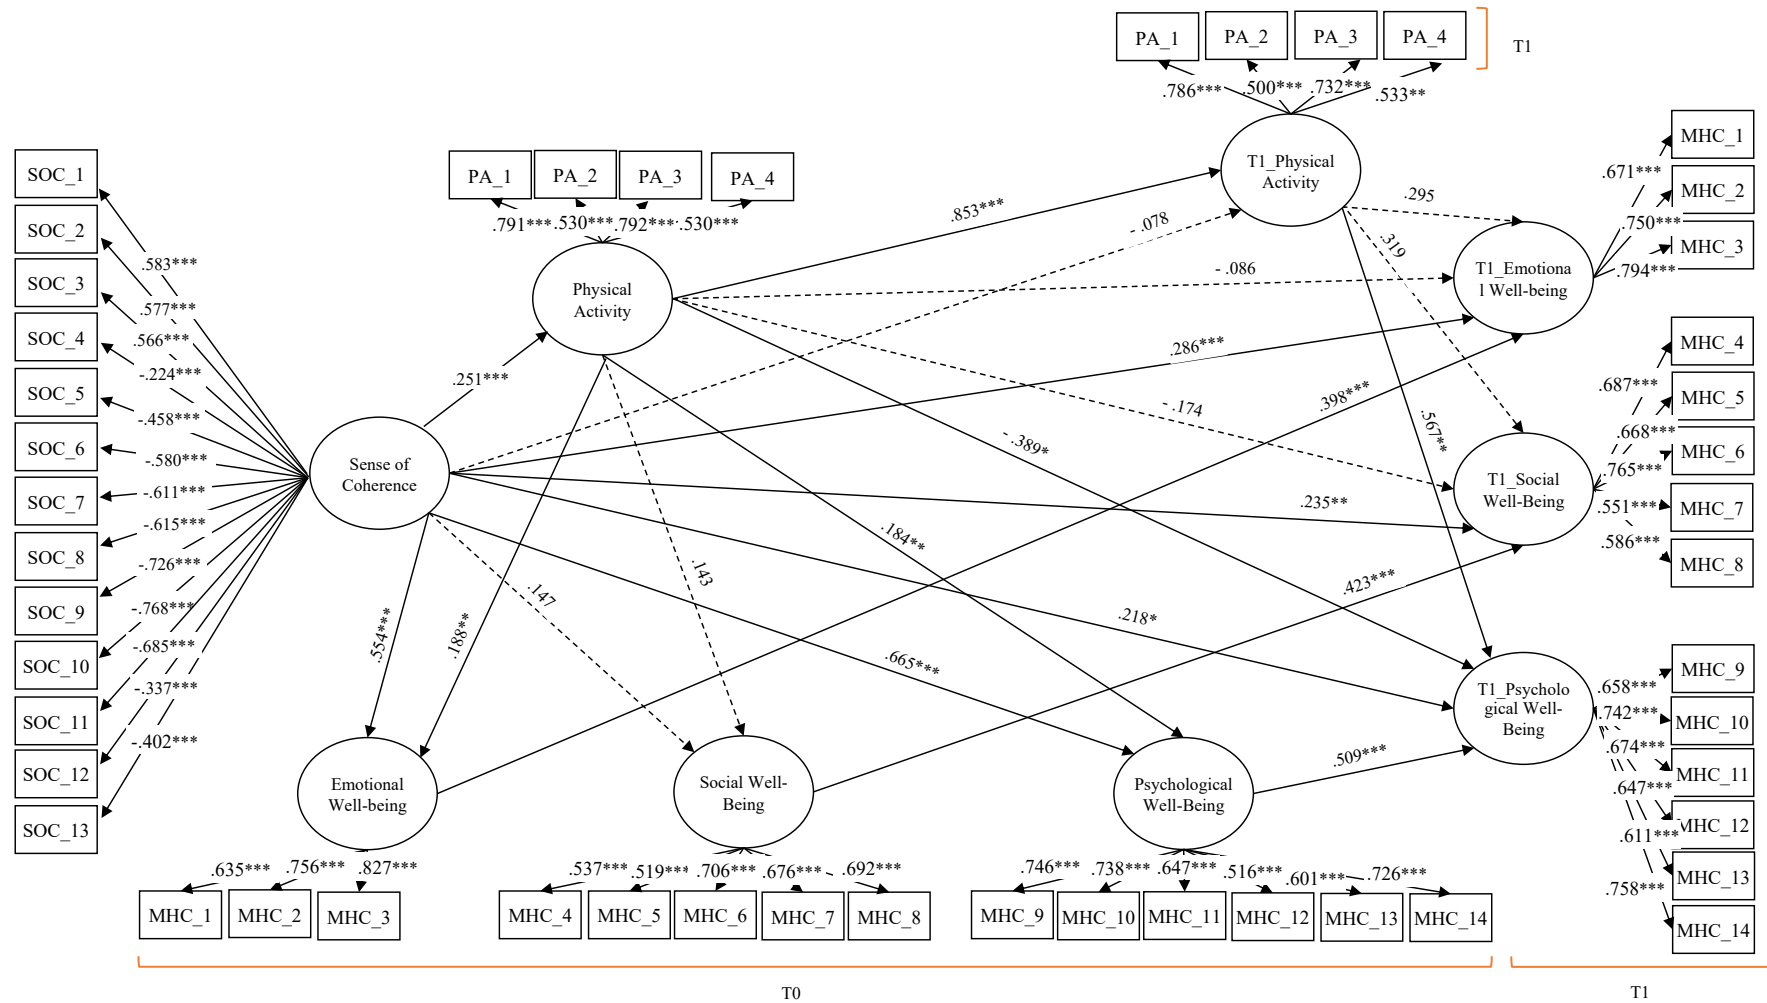 PA_1
PA_2
PA_3
PA_4
T1
.786***
.500***
.732***
.533**
T1_Physical
Activity
SOC_1
SOC_2
SOC_3
SOC_4
SOC_5
SOC_6
SOC_7
SOC_8
SOC_9
SOC_10
SOC_11
SOC_12
SOC_13
.583***
.577***
.566***
-.224***
-.458***
-.580***
-.611***
-.615***
-.726***
-.768***
-.685***
-.337***
-.402***
PA_1
PA_2
PA_3
PA_4
.791***
.530***
.792***
.530***
Physical
Activity
Sense of
Coherence
.251***
.853***
- .078
- .086
.286***
.398***
- .174
- .389*
.235**
.184**
.218*
.423***
.143
.147
.554***
.188**
.665***
.509***
.295
.319
.567**
T1_Emotiona
l Well-being
T1_Social
Well-Being
T1_Psycholo
gical Well-
Being
MHC_1
MHC_2
MHC_3
.671***
.750***
.794***
MHC_4
MHC_5
MHC_6
MHC_7
MHC_8
.687***
.668***
.765***
.551***
.586***
MHC_9
MHC_10
MHC_11
MHC_12
MHC_13
MHC_14
.658***
.742***
.674***
.647***
.611***
.758***
Emotional
Well-being
Social Well-
Being
Psychological
Well-Being
.635***
.756***
.827***
.537***
.519***
.706***
.676***
.692***
.746***
.738***
.647***
.516***
.601***
.726***
MHC_1
MHC_2
MHC_3
MHC_4
MHC_5
MHC_6
MHC_7
MHC_8
MHC_9
MHC_10
MHC_11
MHC_12
MHC_13
MHC_14
T0
T1